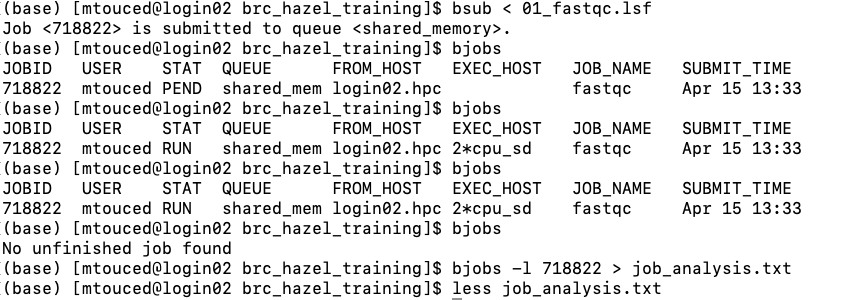 (base) [mtouced@login02 brc_hazel_training]$ bsub < 01_fastqc.lsf
Job <718822> is submitted to queue <shared_memory>.
(base) [mtouced@login02 brc_hazel_training]$ bjobs
JOBID   USER    STAT  QUEUE      FROM_HOST   EXEC_HOST   JOB_NAME   SUBMIT_TIME
718822  mtouced PEND  shared_mem login02.hpc             fastqc     Apr 15 13:33
(base) [mtouced@login02 brc_hazel_training]$ bjobs
JOBID   USER    STAT  QUEUE      FROM_HOST   EXEC_HOST   JOB_NAME   SUBMIT_TIME
718822  mtouced RUN   shared_mem login02.hpc 2*cpu_sd    fastqc     Apr 15 13:33
(base) [mtouced@login02 brc_hazel_training]$ bjobs
JOBID   USER    STAT  QUEUE      FROM_HOST   EXEC_HOST   JOB_NAME   SUBMIT_TIME
718822  mtouced RUN   shared_mem login02.hpc 2*cpu_sd    fastqc     Apr 15 13:33
(base) [mtouced@login02 brc_hazel_training]$ bjobs
No unfinished job found
(base) [mtouced@login02 brc_hazel_training]$ bjobs -l 718822 > job_analysis.txt
(base) [mtouced@login02 brc_hazel_training]$ less job_analysis.txt